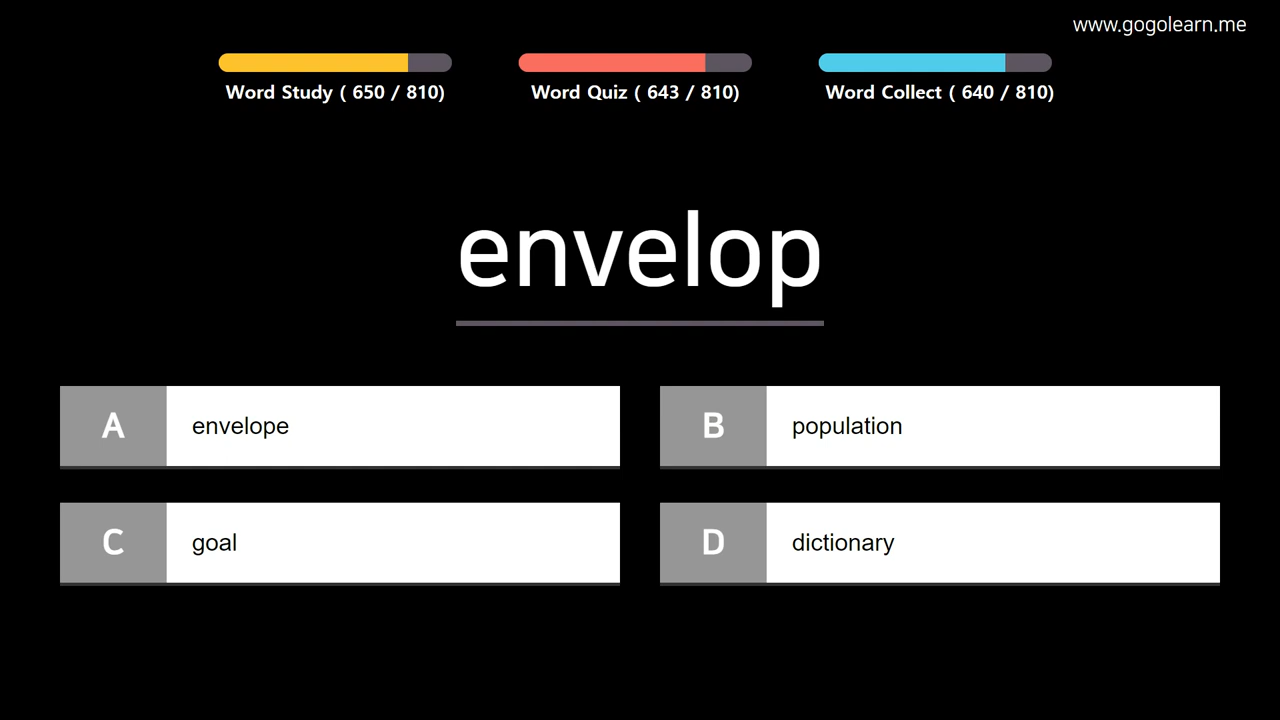 www.gogolearn.me
Word Study ( 650 / 810)
Word Quiz ( 643 / 810)
Word Collect ( 640 / 810)
envelop
A
envelope
B
population
C
goal
D
dictionary